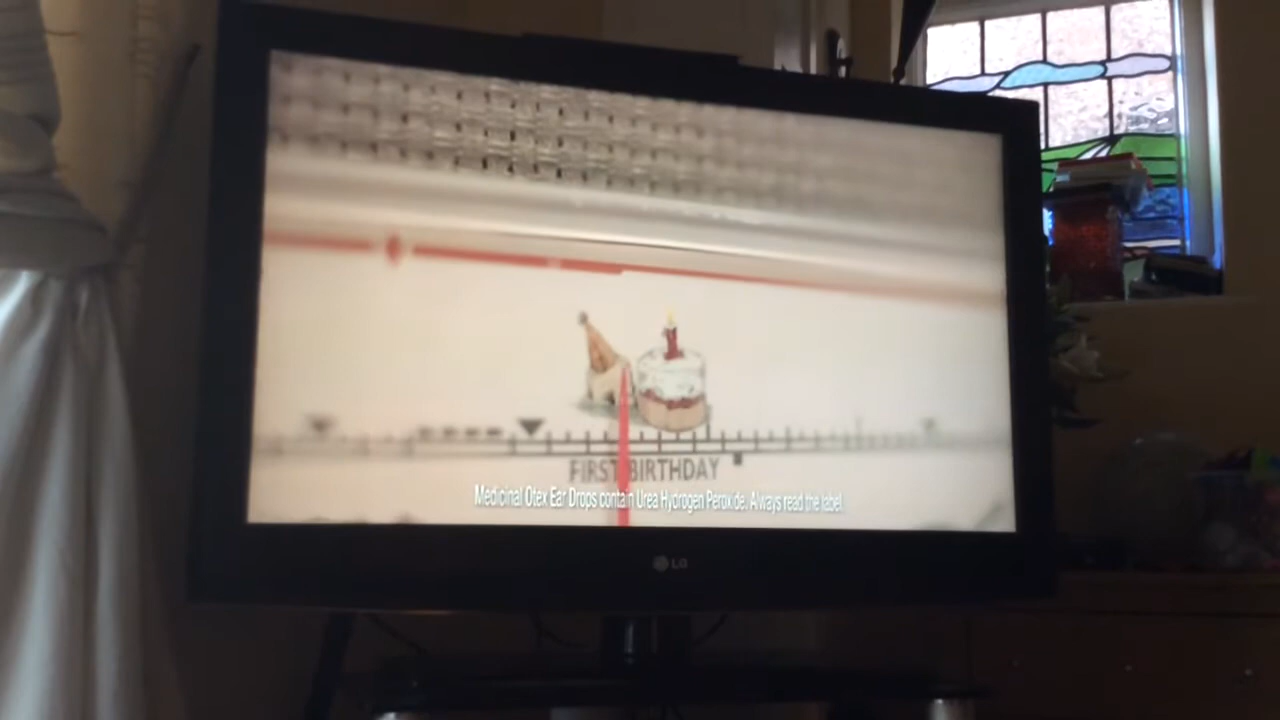 FIRST BIRTHDAY
Medicinal Otex Ear Drops contain Urea Hydrogen Peroxide. Always read the label.
LG